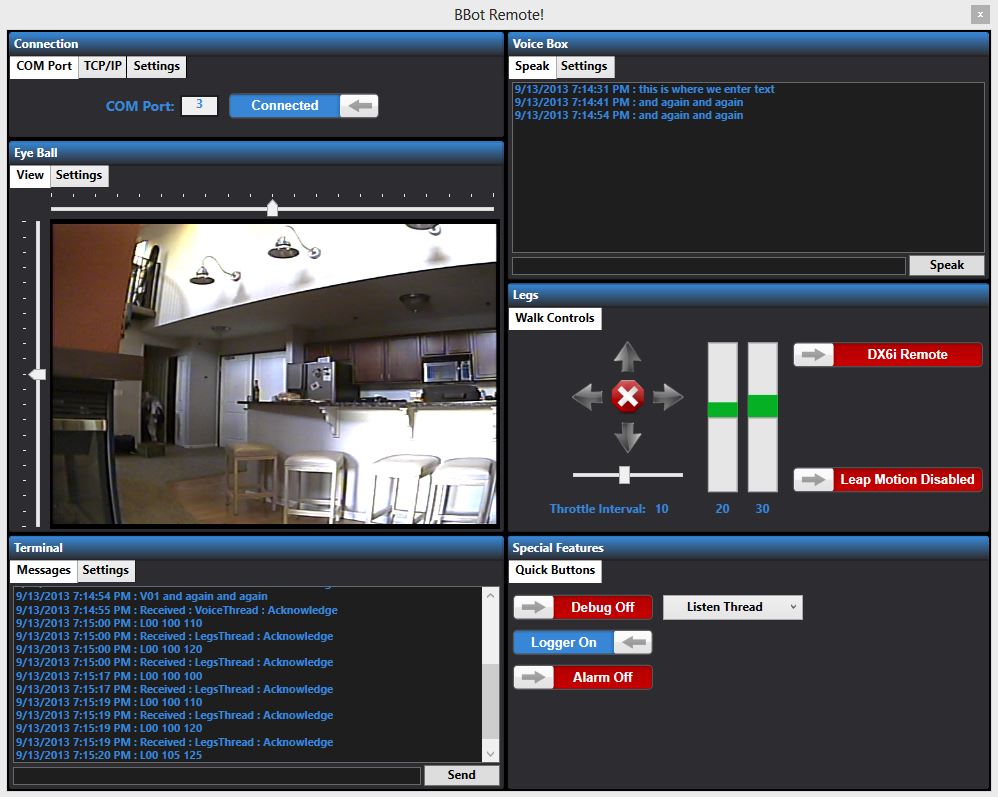 BBot Remote!
x
Connection
COM Port TCP/IP Settings
COM Port: 3 Connected
Eye Ball
View Settings
Voice Box
Speak Settings
9/13/2013 7:14:31 PM : this is where we enter text
9/13/2013 7:14:41 PM : and again and again
9/13/2013 7:14:54 PM : and again and again
Speak
Legs
Walk Controls
DX6i Remote
Leap Motion Disabled
Throttle Interval: 10 20 30
Terminal
Messages Settings
9/13/2013 7:14:54 PM : V01 and again and again
9/13/2013 7:14:55 PM : Received : VoiceThread : Acknowledge
9/13/2013 7:15:00 PM : L00 100 110
9/13/2013 7:15:00 PM : Received : LegsThread : Acknowledge
9/13/2013 7:15:00 PM : L00 100 120
9/13/2013 7:15:00 PM : Received : LegsThread : Acknowledge
9/13/2013 7:15:17 PM : L00 100 100
9/13/2013 7:15:17 PM : Received : LegsThread : Acknowledge
9/13/2013 7:15:19 PM : L00 100 110
9/13/2013 7:15:19 PM : Received : LegsThread : Acknowledge
9/13/2013 7:15:19 PM : L00 100 120
9/13/2013 7:15:19 PM : Received : LegsThread : Acknowledge
9/13/2013 7:15:20 PM : L00 105 125
Send
Special Features
Quick Buttons
Debug Off Listen Thread
Logger On
Alarm Off